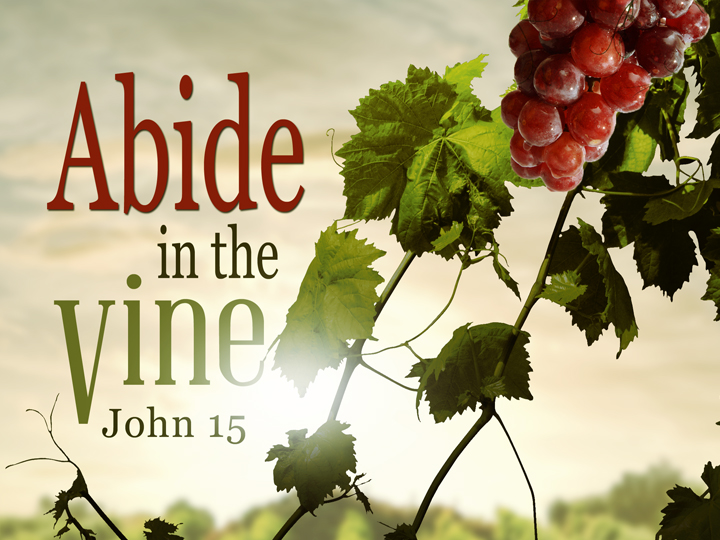 Abide
in the
vine
John 15